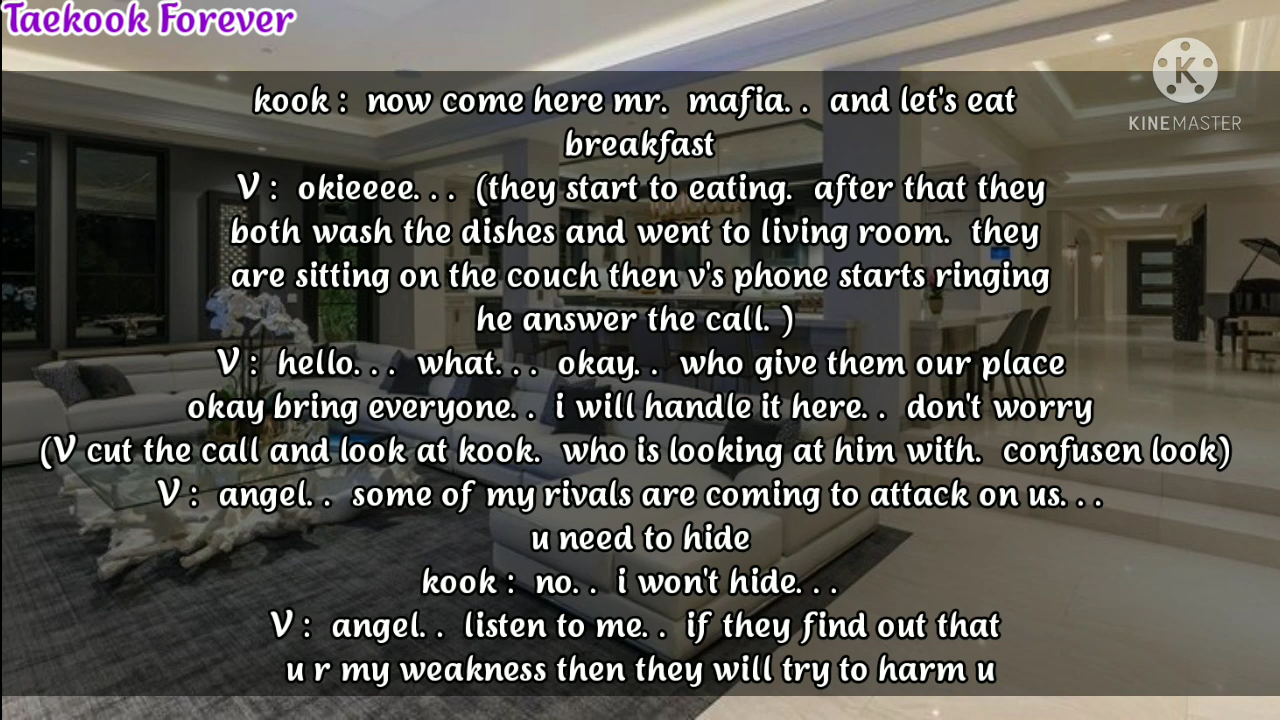 Taekook Forever
K
KINEMASTER
kook :  now come here mr.  mafia. .  and let's eat
breakfast
V :  okieeee. . .  (they start to eating.  after that they
both wash the dishes and went to living room.  they
are sitting on the couch then v's phone starts ringing
he answer the call. )
V :  hello. . .  what. . .  okay. .  who give them our place
okay bring everyone. .  i will handle it here. .  don't worry
(V cut the call and look at kook.  who is looking at him with.  confusen look)
V :  angel. .  some of my rivals are coming to attack on us. . .
u need to hide
kook :  no. .  i won't hide. . .
V :  angel. .  listen to me. .  if they find out that
u r my weakness then they will try to harm u